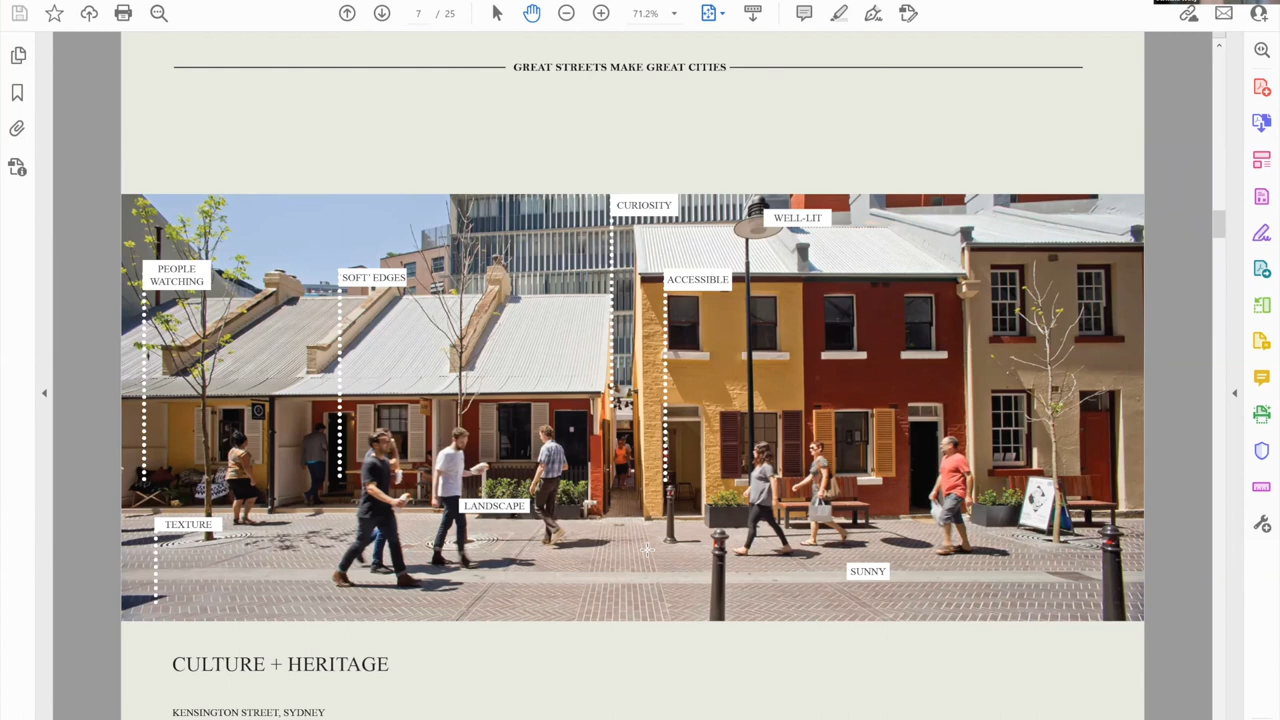 7 / 25
71.2%
GREAT STREETS MAKE GREAT CITIES
CURIOSITY
WELL-LIT
PEOPLE
WATCHING
SOFT' EDGES
ACCESSIBLE
LANDSCAPE
TEXTURE
SUNNY
CULTURE + HERITAGE
KENSINGTON STREET, SYDNEY